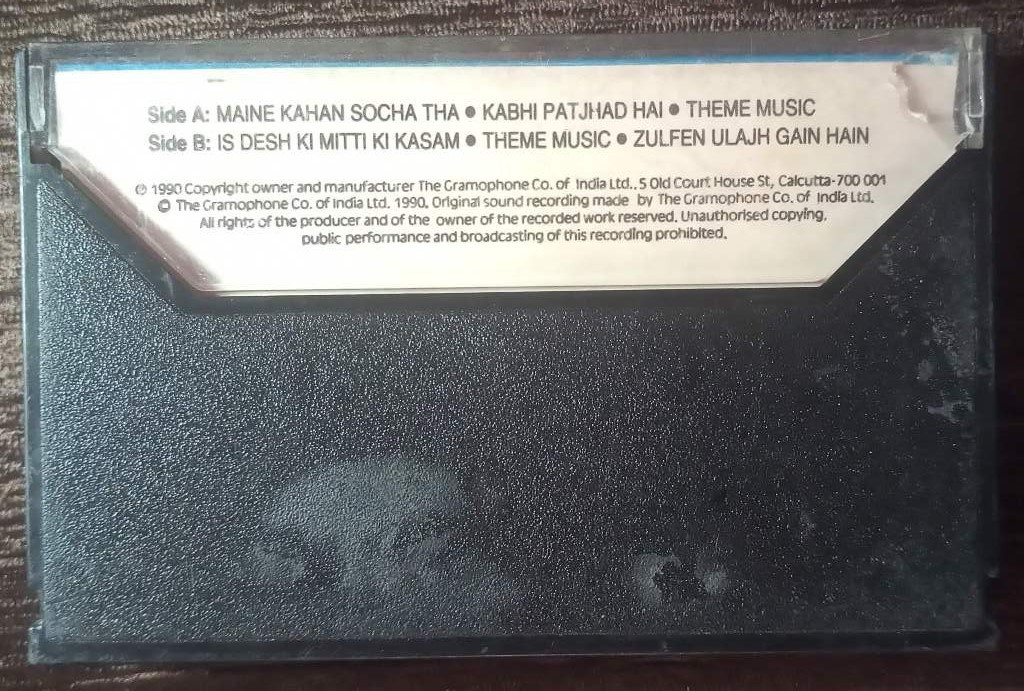 Side A: MAINE KAHAN SOCHA THA ● KABHI PATJHAD HAI ● THEME MUSIC
Side B: IS DESH KI MITTI KI KASAM ● THEME MUSIC ● ZULFEN ULAJH GAIN HAIN
℗ 1990 Copyright owner and manufacturer The Gramophone Co. of India Ltd., 5 Old Court House St, Calcutta-700 001
© The Gramophone Co. of India Ltd. 1990. Original sound recording made by The Gramophone Co. of India Ltd.
All rights of the producer and of the owner of the recorded work reserved. Unauthorised copying,
public performance and broadcasting of this recording prohibited.